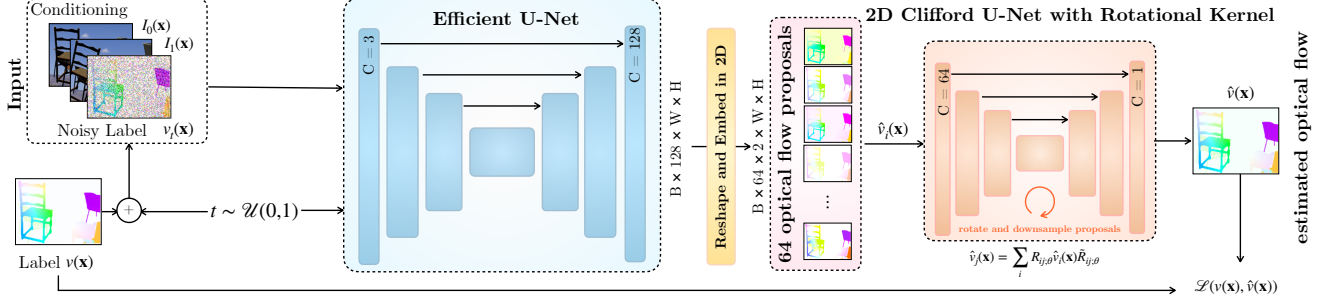 Input
Conditioning
I₀(x)
I₁(x)
Noisy Label vₜ(x)
+
t ∼ 𝒰(0,1)
Label v(x)
Efficient U-Net
C = 3
C = 128
B × 128 × W × H
Reshape and Embed in 2D
B × 64 × 2 × W × H
64 optical flow proposals
...
v̂ᵢ(x)
2D Clifford U-Net with Rotational Kernel
C = 64
C = 1
rotate and downsample proposals
v̂ⱼ(x) = ∑ᵢ Rᵢⱼ;θ v̂ᵢ(x) R̃ᵢⱼ;θ
v̂(x)
estimated optical flow
ℒ(v(x), v̂(x))